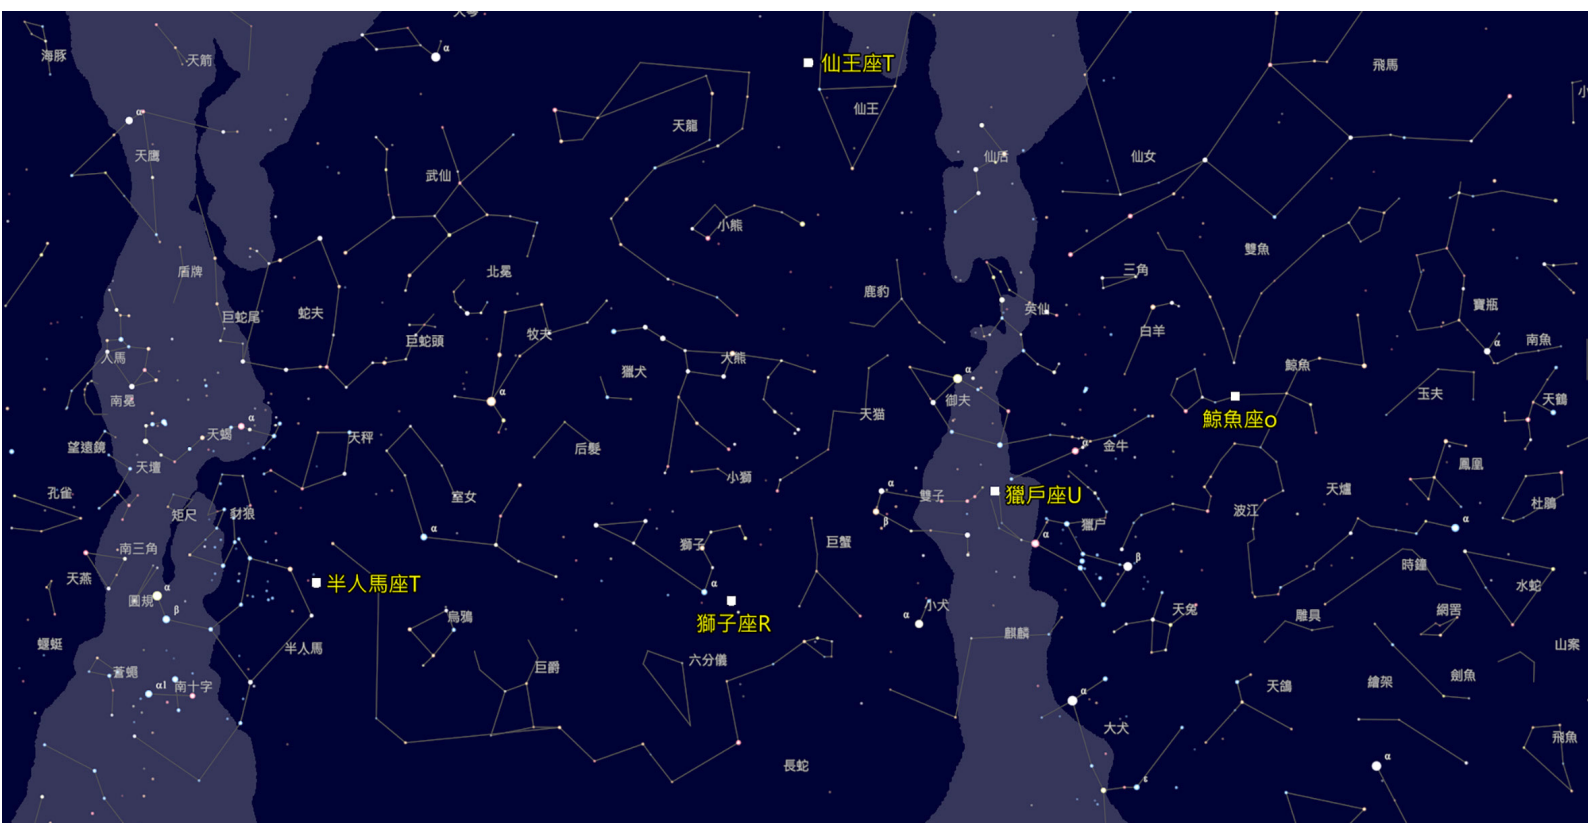 海豚
天箭
α
仙王座T
飛馬
小
仙王
α
天龍
天鷹
仙后
仙女
武仙
小熊
雙魚
盾牌
北冕
三角
鹿豹
寶瓶
巨蛇尾
蛇夫
英仙
牧夫
白羊
巨蛇頭
南魚
α
人馬
大熊
鯨魚
獵犬
α
α
玉夫
天鶴
南冕
御夫
天貓
鯨魚座o
α
天蠍
天秤
望遠鏡
后髮
α
金牛
天壇
小獅
鳳凰
孔雀
室女
α
雙子
獵戶座U
天爐
杜鵑
矩尺
豺狼
波江
β
獵戶
α
α
獅子
巨蟹
α
南三角
β
時鐘
天燕
半人馬座T
α
α
水蛇
圓規
β
獅子座R
小犬
天兔
網罟
烏鴉
α
雕具
麒麟
蝘蜓
半人馬
山案
蒼蠅
巨爵
六分儀
劍魚
α1
南十字
天鴿
繪架
α
大犬
飛魚
長蛇
α
ε